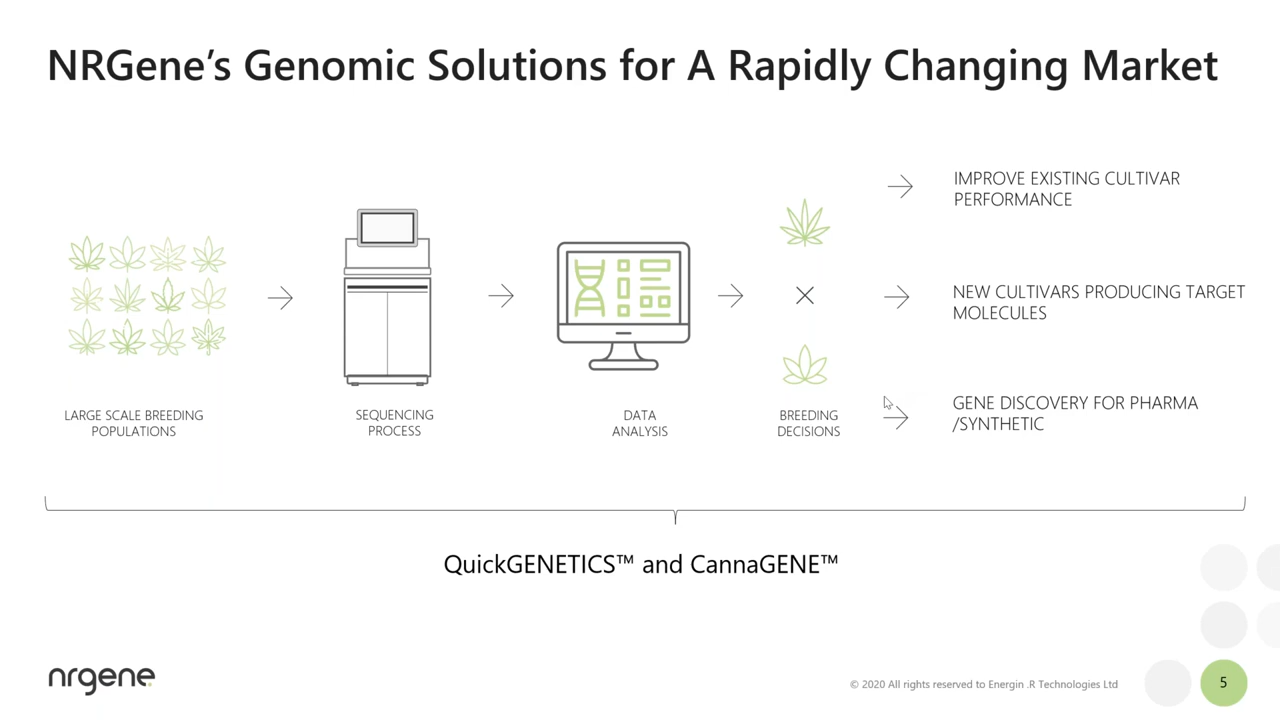 NRGene’s Genomic Solutions for A Rapidly Changing Market
IMPROVE EXISTING CULTIVAR
PERFORMANCE
NEW CULTIVARS PRODUCING TARGET
MOLECULES
GENE DISCOVERY FOR PHARMA
/SYNTHETIC
LARGE SCALE BREEDING
POPULATIONS
SEQUENCING
PROCESS
DATA
ANALYSIS
BREEDING
DECISIONS
QuickGENETICS™ and CannaGENE™
nrgene.
© 2020 All rights reserved to Energin .R Technologies Ltd
5